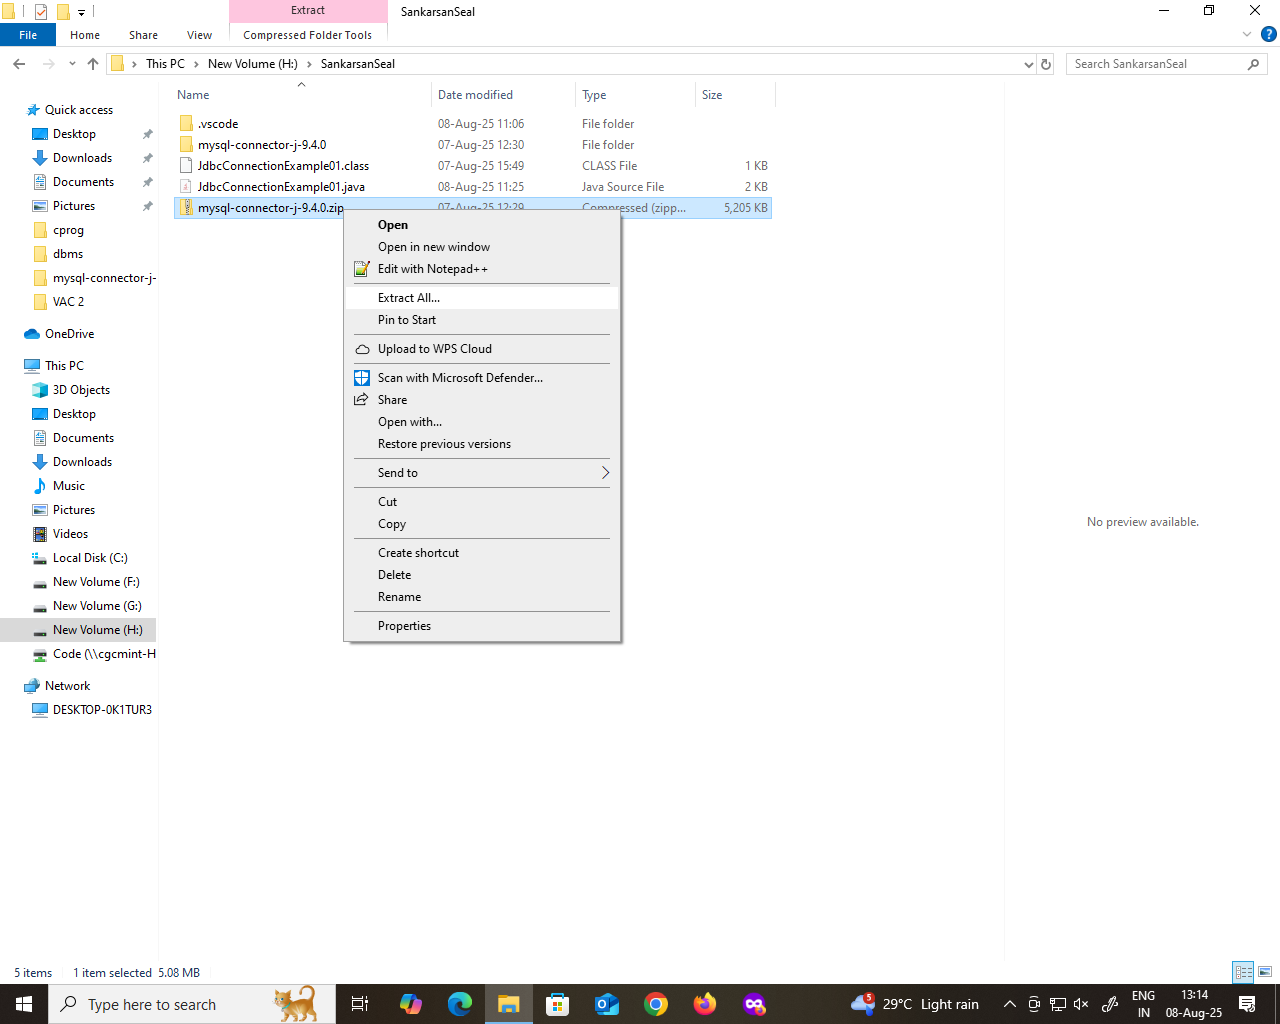 Extract
SankarsanSeal
File Home Share View Compressed Folder Tools
This PC New Volume (H:) SankarsanSeal
Search SankarsanSeal
Name Date modified Type Size
Quick access
Desktop
Downloads
Documents
Pictures
cprog
dbms
mysql-connector-j-
VAC 2
OneDrive
This PC
3D Objects
Desktop
Documents
Downloads
Music
Pictures
Videos
Local Disk (C:)
New Volume (F:)
New Volume (G:)
New Volume (H:)
Code (\\cgcmint-H
Network
DESKTOP-0K1TUR3
.vscode 08-Aug-25 11:06 File folder
mysql-connector-j-9.4.0 07-Aug-25 12:30 File folder
JdbcConnectionExample01.class 07-Aug-25 15:49 CLASS File 1 KB
JdbcConnectionExample01.java 08-Aug-25 11:25 Java Source File 2 KB
mysql-connector-j-9.4.0.zip 07-Aug-25 12:29 Compressed (zipp... 5,205 KB
Open
Open in new window
Edit with Notepad++
Extract All...
Pin to Start
Upload to WPS Cloud
Scan with Microsoft Defender...
Share
Open with...
Restore previous versions
Send to
Cut
Copy
Create shortcut
Delete
Rename
Properties
No preview available.
5 items 1 item selected 5.08 MB
Type here to search
5
29°C Light rain
ENG
IN
13:14
08-Aug-25